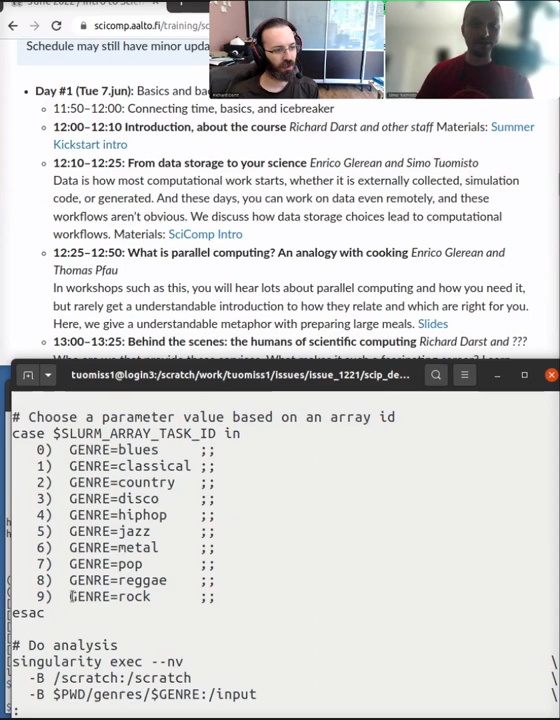 scicomp.aalto.fi/training/sc
Schedule may still have minor upda
Day #1 (Tue 7.jun): Basics and ba
11:50–12:00: Connecting time, basics, and icebreaker
12:00–12:10 Introduction, about the course Richard Darst and other staff Materials: Summer
Kickstart intro
12:10–12:25: From data storage to your science Enrico Glerean and Simo Tuomisto
Data is how most computational work starts, whether it is externally collected, simulation
code, or generated. And these days, you can work on data even remotely, and these
workflows aren't obvious. We discuss how data storage choices lead to computational
workflows. Materials: SciComp Intro
12:25–12:50: What is parallel computing? An analogy with cooking Enrico Glerean and
Thomas Pfau
In workshops such as this, you will hear lots about parallel computing and how you need it,
but rarely get a understandable introduction to how they relate and which are right for you.
Here, we give a understandable metaphor with preparing large meals. Slides
13:00–13:25: Behind the scenes: the humans of scientific computing Richard Darst and ???
tuomiss1@login3:/scratch/work/tuomiss1/issues/issue_1221/scip_de...
# Choose a parameter value based on an array id
case $SLURM_ARRAY_TASK_ID in
0) GENRE=blues ;;
1) GENRE=classical ;;
2) GENRE=country ;;
3) GENRE=disco ;;
4) GENRE=hiphop ;;
5) GENRE=jazz ;;
6) GENRE=metal ;;
7) GENRE=pop ;;
8) GENRE=reggae ;;
9) GENRE=rock ;;
esac
# Do analysis
singularity exec --nv \
-B /scratch:/scratch \
-B $PWD/genres/$GENRE:/input \
: